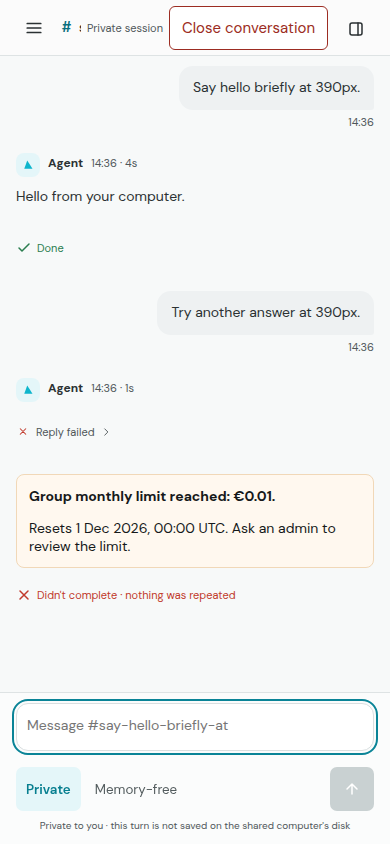 # Private session Close conversation
Say hello briefly at 390px.
14:36
Agent 14:36 · 4s
Hello from your computer.
Done
Try another answer at 390px.
14:36
Agent 14:36 · 1s
Reply failed
Group monthly limit reached: €0.01.
Resets 1 Dec 2026, 00:00 UTC. Ask an admin to
review the limit.
Didn't complete · nothing was repeated
Message #say-hello-briefly-at
Private Memory-free
Private to you · this turn is not saved on the shared computer's disk